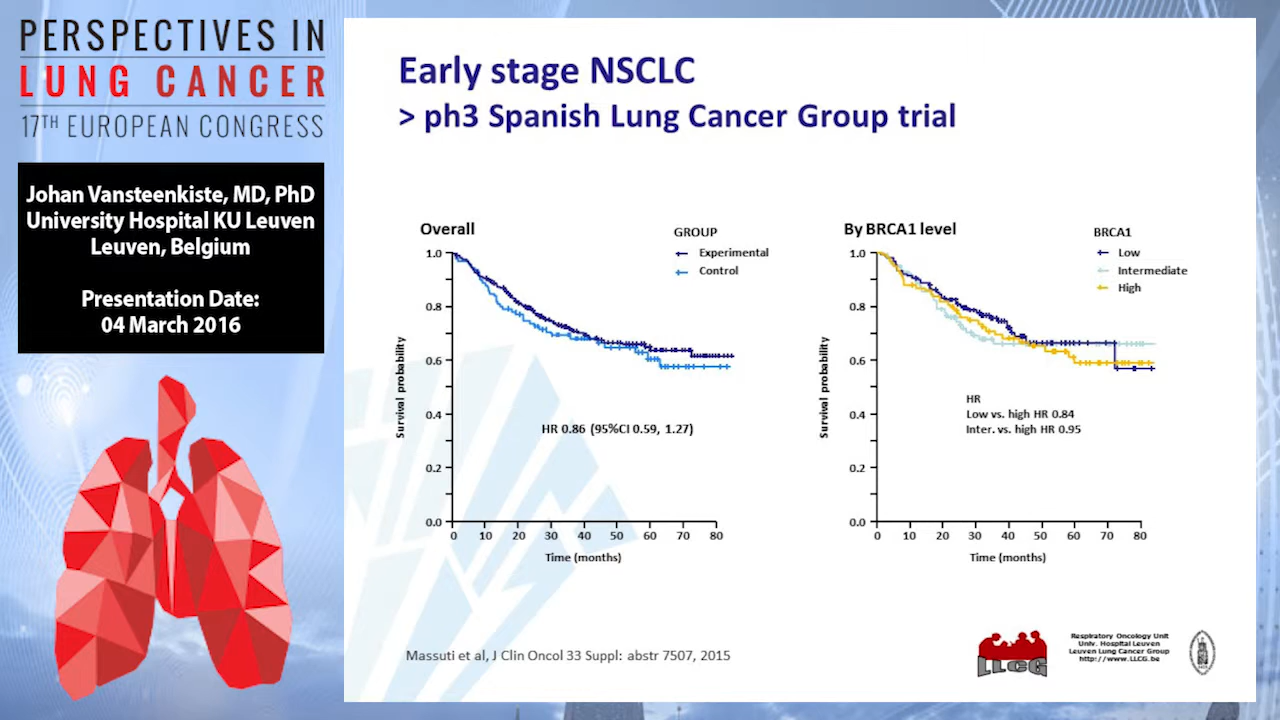 PERSPECTIVES IN
LUNG CANCER
17TH EUROPEAN CONGRESS
Johan Vansteenkiste, MD, PhD
University Hospital KU Leuven
Leuven, Belgium
Presentation Date:
04 March 2016
Early stage NSCLC
> ph3 Spanish Lung Cancer Group trial
Overall
GROUP
Experimental
Control
Survival probability
1.0
0.8
0.6
0.4
0.2
0.0
HR 0.86 (95%CI 0.59, 1.27)
0 10 20 30 40 50 60 70 80
Time (months)
By BRCA1 level
BRCA1
Low
Intermediate
High
Survival probability
1.0
0.8
0.6
0.4
0.2
0.0
HR
Low vs. high HR 0.84
Inter. vs. high HR 0.95
0 10 20 30 40 50 60 70 80
Time (months)
Massuti et al, J Clin Oncol 33 Suppl: abstr 7507, 2015
LLCG
Respiratory Oncology Unit
Univ. Hospital Leuven
Leuven Lung Cancer Group
http://www.LLCG.be